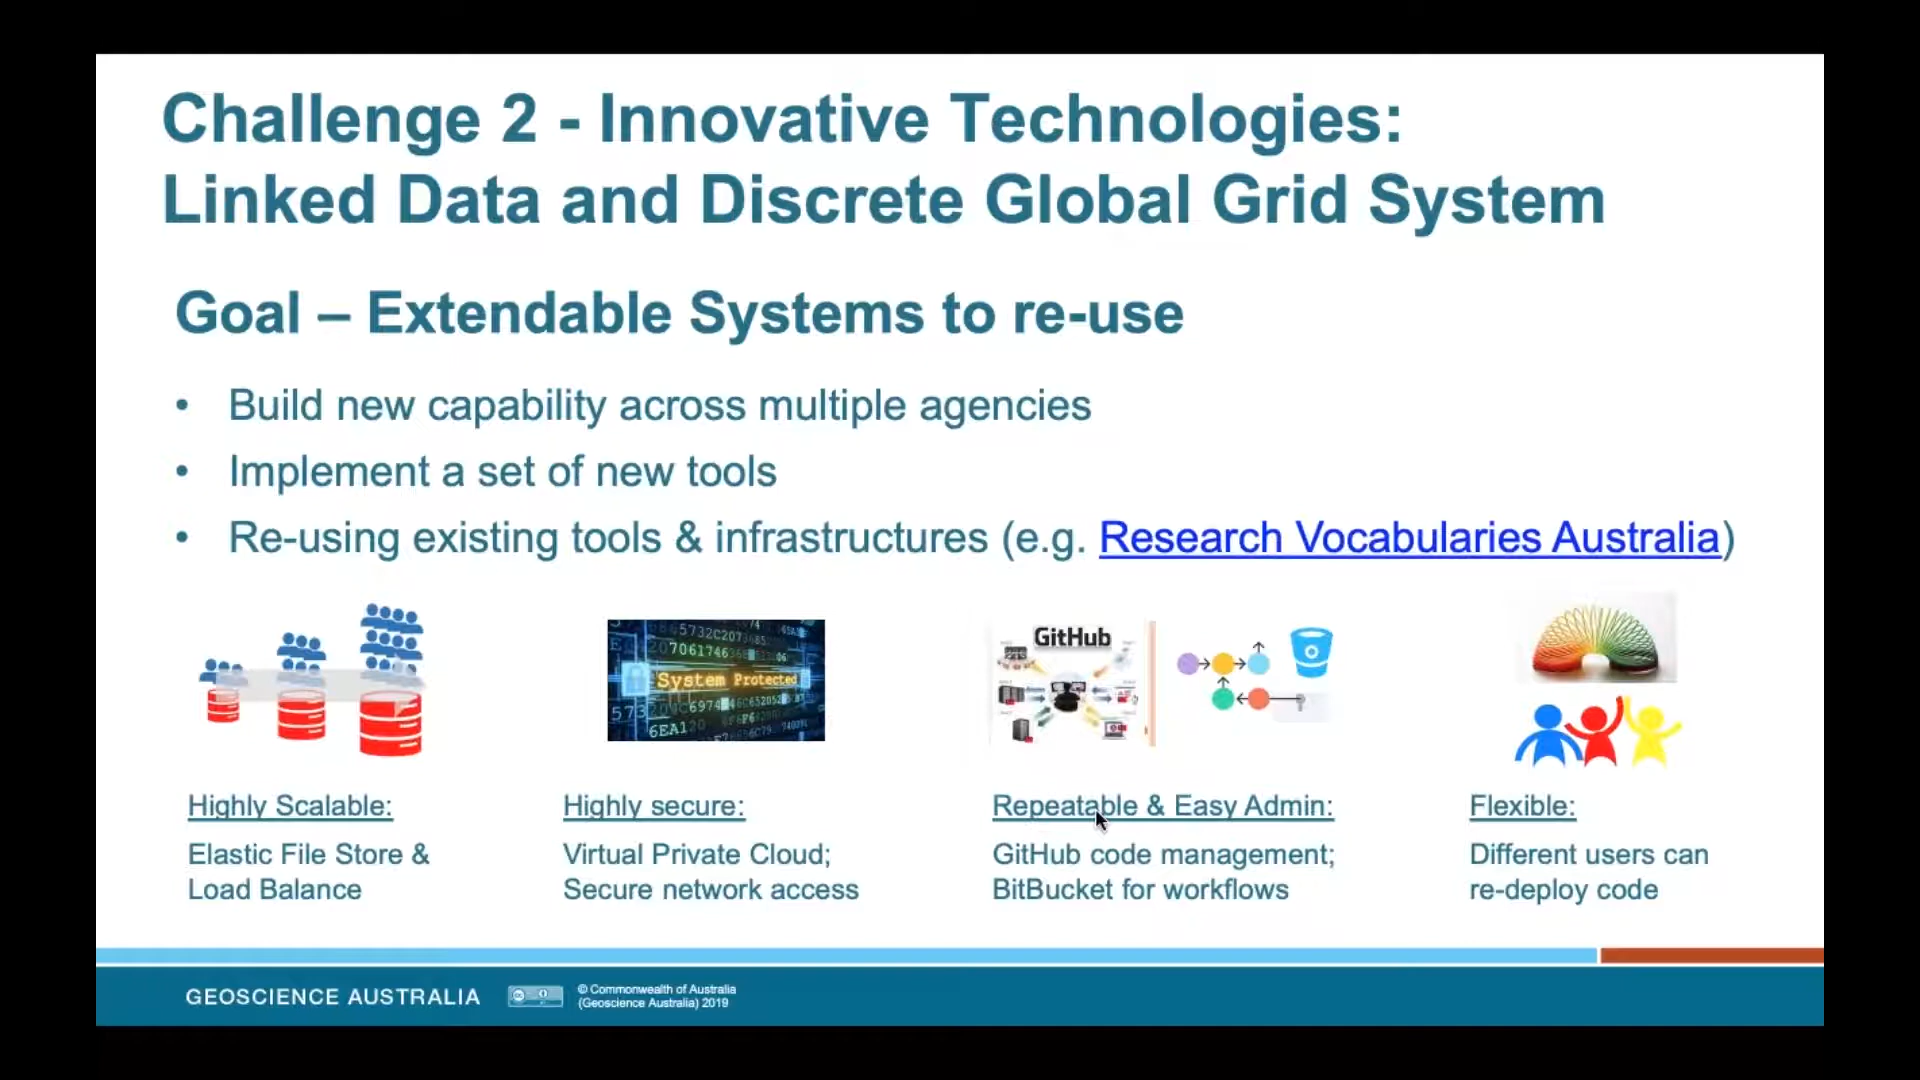 Challenge 2 - Innovative Technologies:
Linked Data and Discrete Global Grid System
Goal – Extendable Systems to re-use
• Build new capability across multiple agencies
• Implement a set of new tools
• Re-using existing tools & infrastructures (e.g. Research Vocabularies Australia)
System Protected
GitHub
Highly Scalable:
Elastic File Store &
Load Balance
Highly secure:
Virtual Private Cloud;
Secure network access
Repeatable & Easy Admin:
GitHub code management;
BitBucket for workflows
Flexible:
Different users can
re-deploy code
GEOSCIENCE AUSTRALIA
© Commonwealth of Australia
(Geoscience Australia) 2019